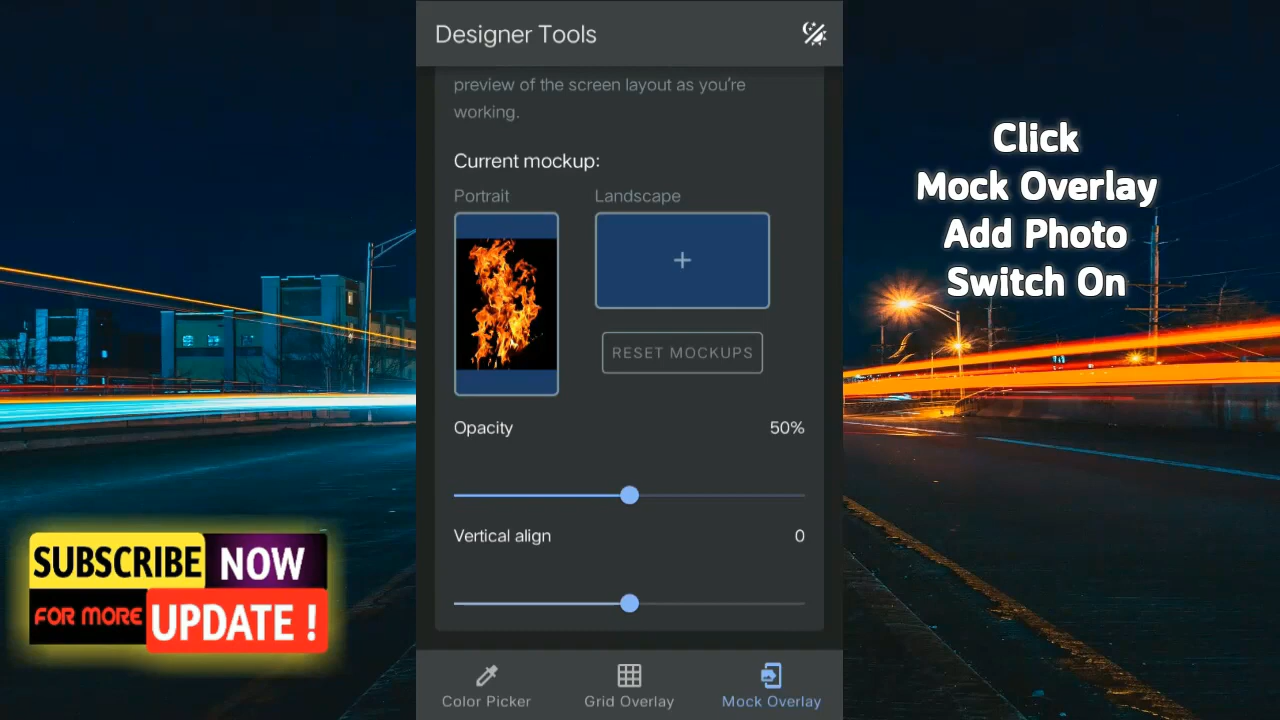 Designer Tools
preview of the screen layout as you're
working.
Current mockup:
Portrait
Landscape
RESET MOCKUPS
Opacity
50%
Vertical align
0
Color Picker
Grid Overlay
Mock Overlay
Click
Mock Overlay
Add Photo
Switch On
SUBSCRIBE NOW
FOR MORE UPDATE !